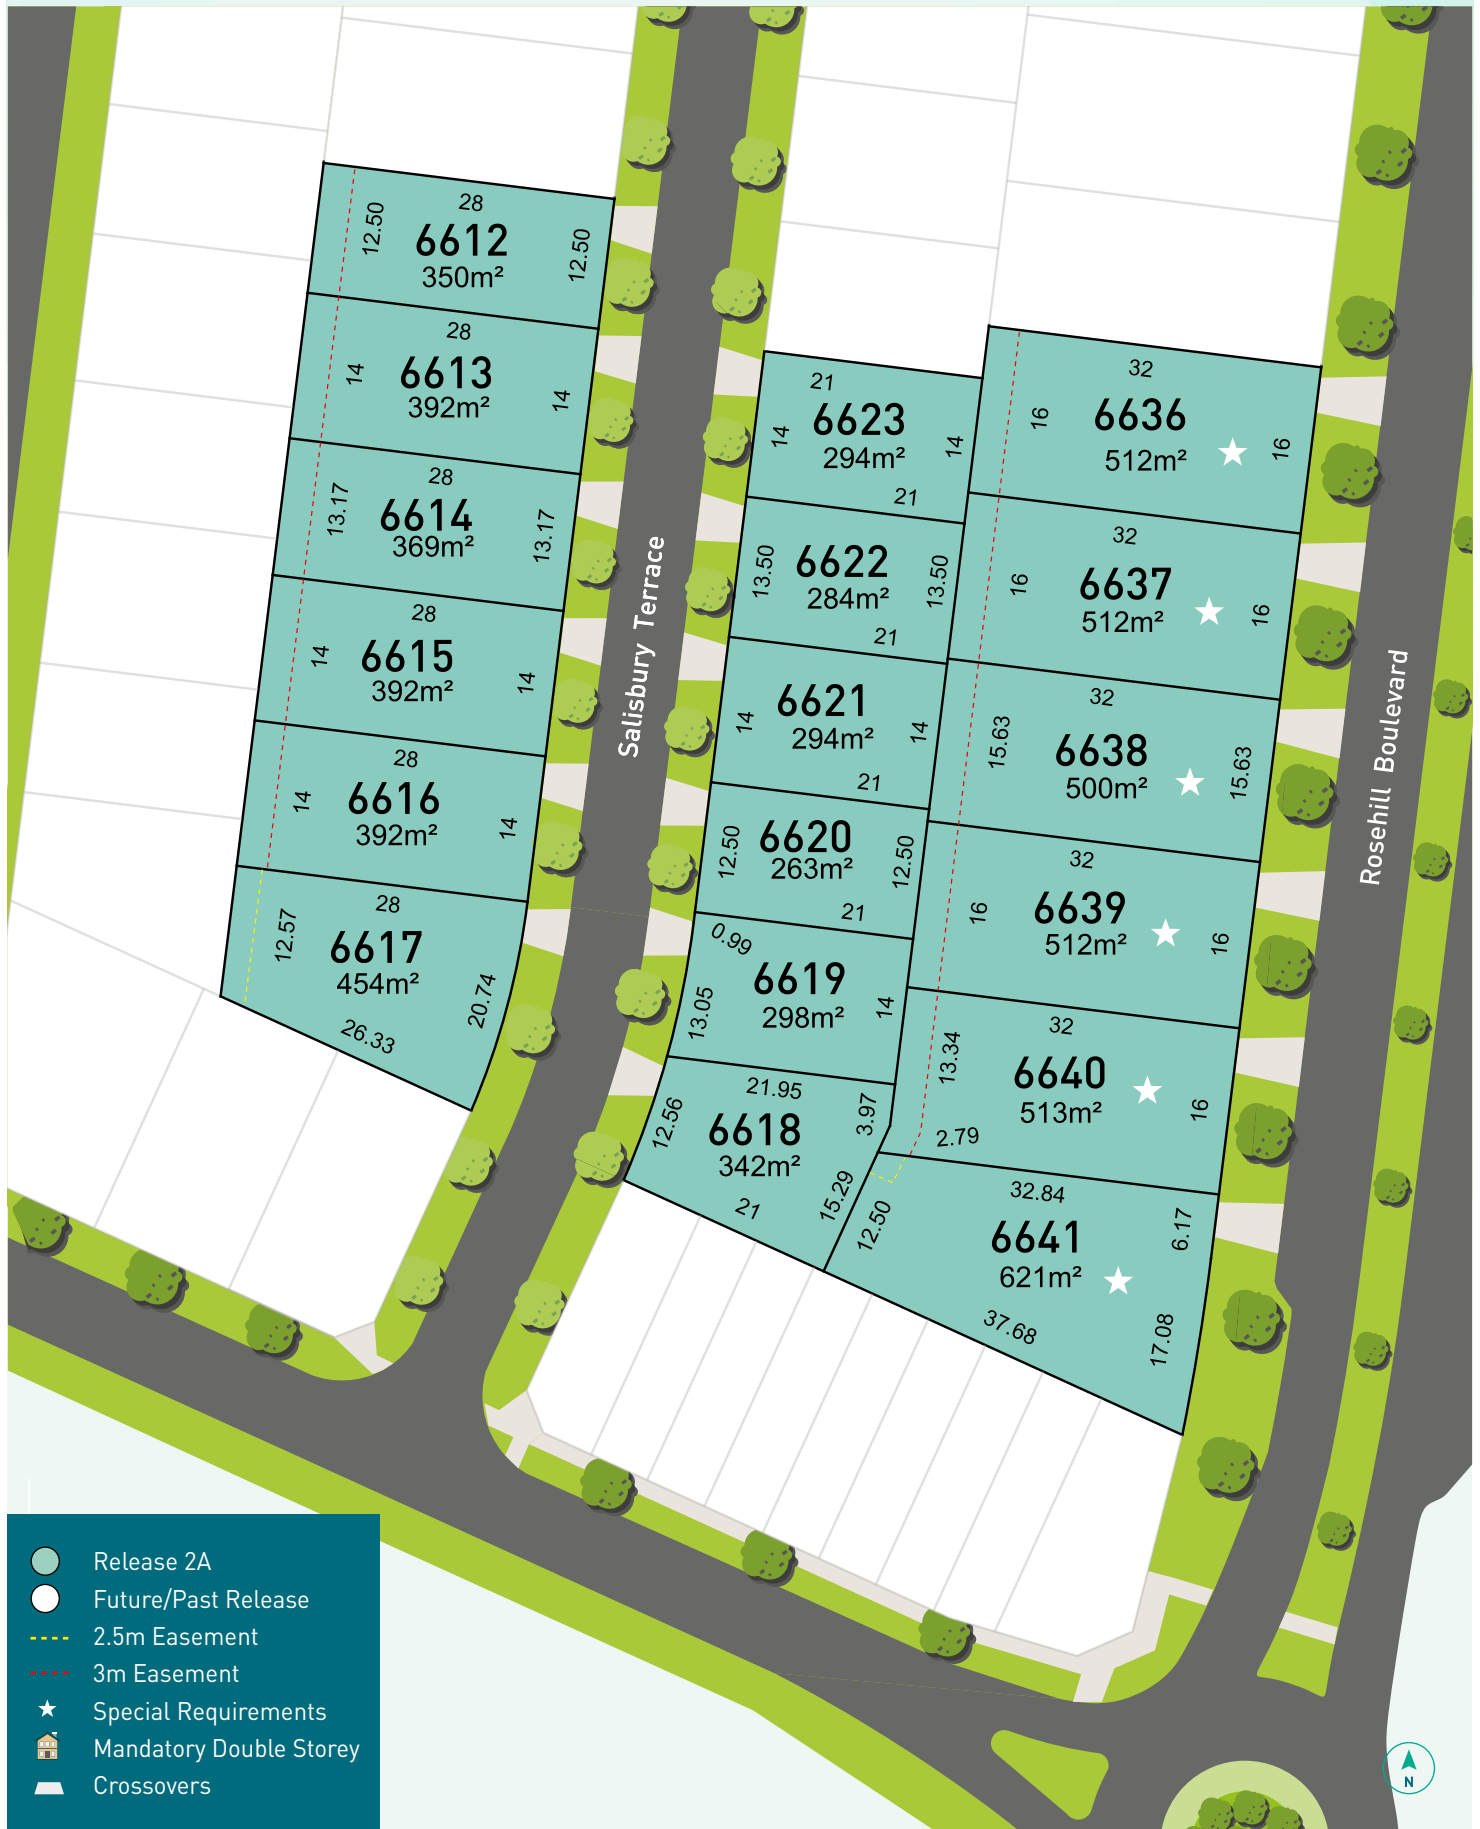 28
12.50
6612
350m²
12.50
28
14
6613
392m²
14
28
13.17
6614
369m²
13.17
28
14
6615
392m²
14
28
14
6616
392m²
14
28
12.57
6617
454m²
20.74
26.33
Salisbury Terrace
21
14
6623
294m²
14
21
13.50
6622
284m²
13.50
21
14
6621
294m²
14
21
12.50
6620
263m²
12.50
21
0.99
13.05
6619
298m²
14
21.95
12.56
6618
342m²
3.97
15.29
21
32
16
6636
512m²
16
32
16
6637
512m²
16
32
15.63
6638
500m²
15.63
32
16
6639
512m²
16
32
13.34
6640
513m²
16
2.79
32.84
12.50
6641
621m²
6.17
17.08
37.68
Rosehill Boulevard
Release 2A
Future/Past Release
2.5m Easement
3m Easement
Special Requirements
Mandatory Double Storey
Crossovers
N